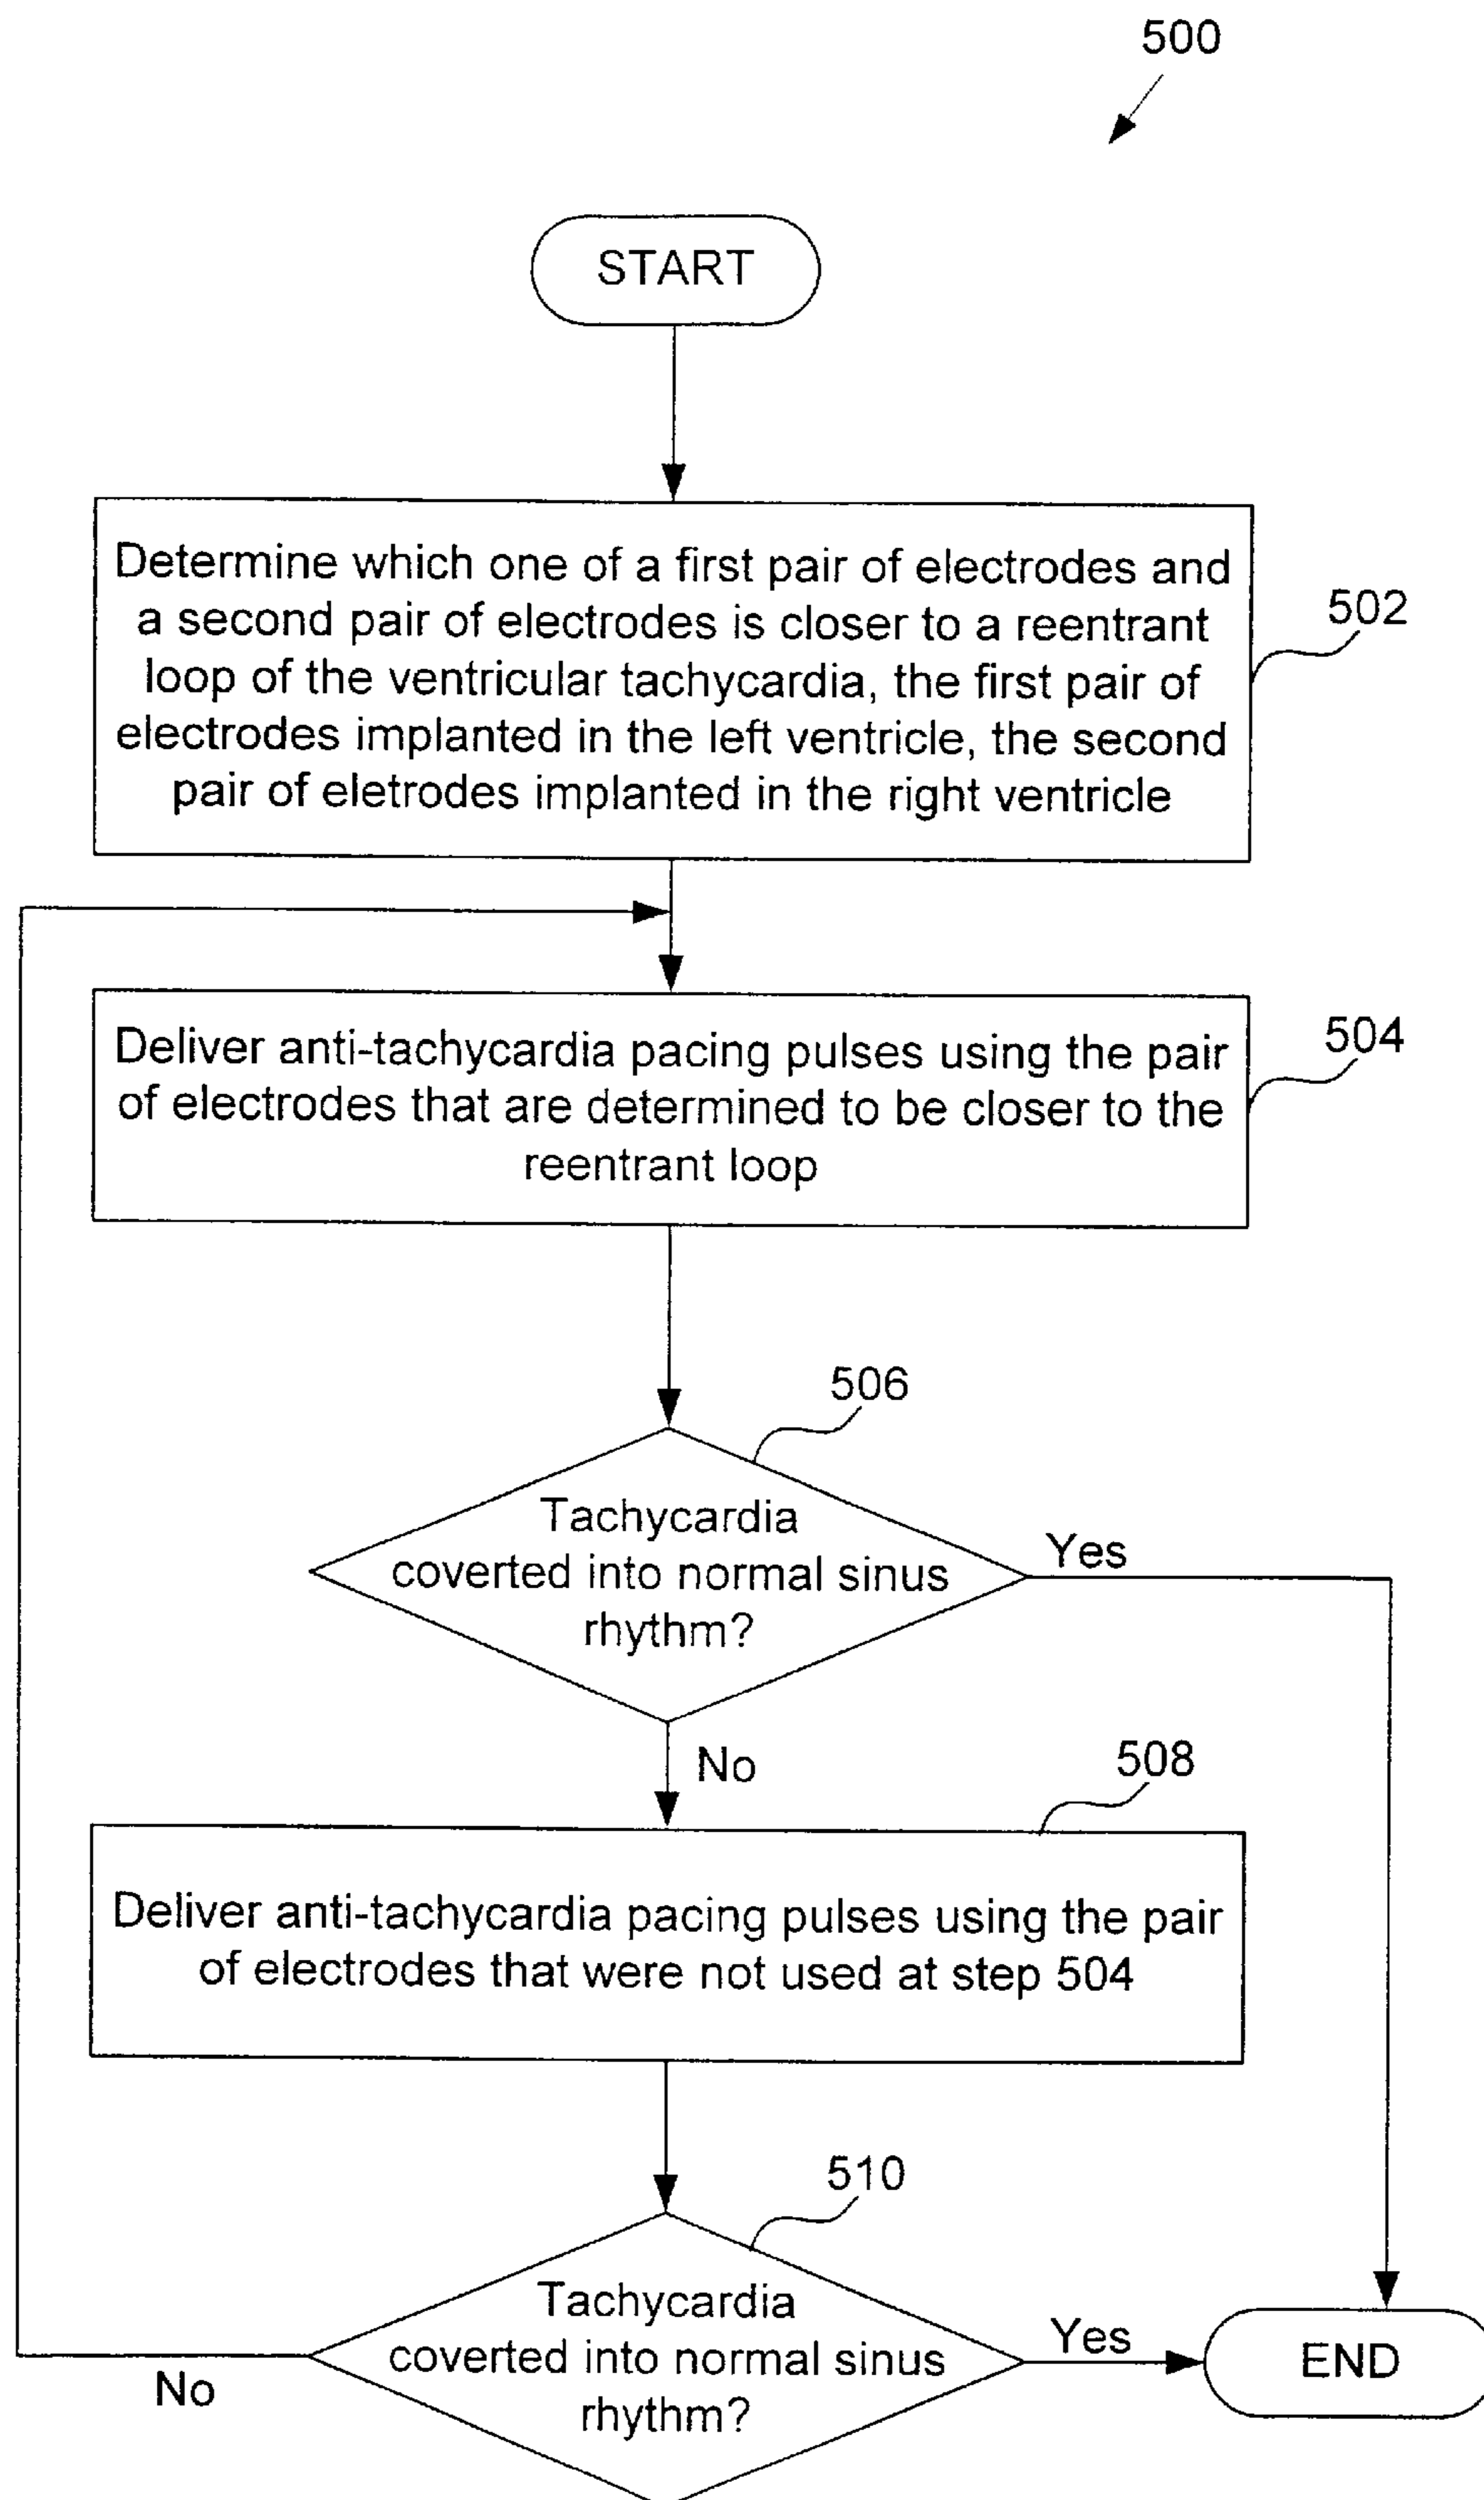 500
START
Determine which one of a first pair of electrodes and
a second pair of electrodes is closer to a reentrant
loop of the ventricular tachycardia, the first pair of
electrodes implanted in the left ventricle, the second
pair of eletrodes implanted in the right ventricle
502
Deliver anti-tachycardia pacing pulses using the pair
of electrodes that are determined to be closer to the
reentrant loop
504
506
Tachycardia
coverted into normal sinus
rhythm?
Yes
No
508
Deliver anti-tachycardia pacing pulses using the pair
of electrodes that were not used at step 504
510
Tachycardia
coverted into normal sinus
rhythm?
Yes
No
END